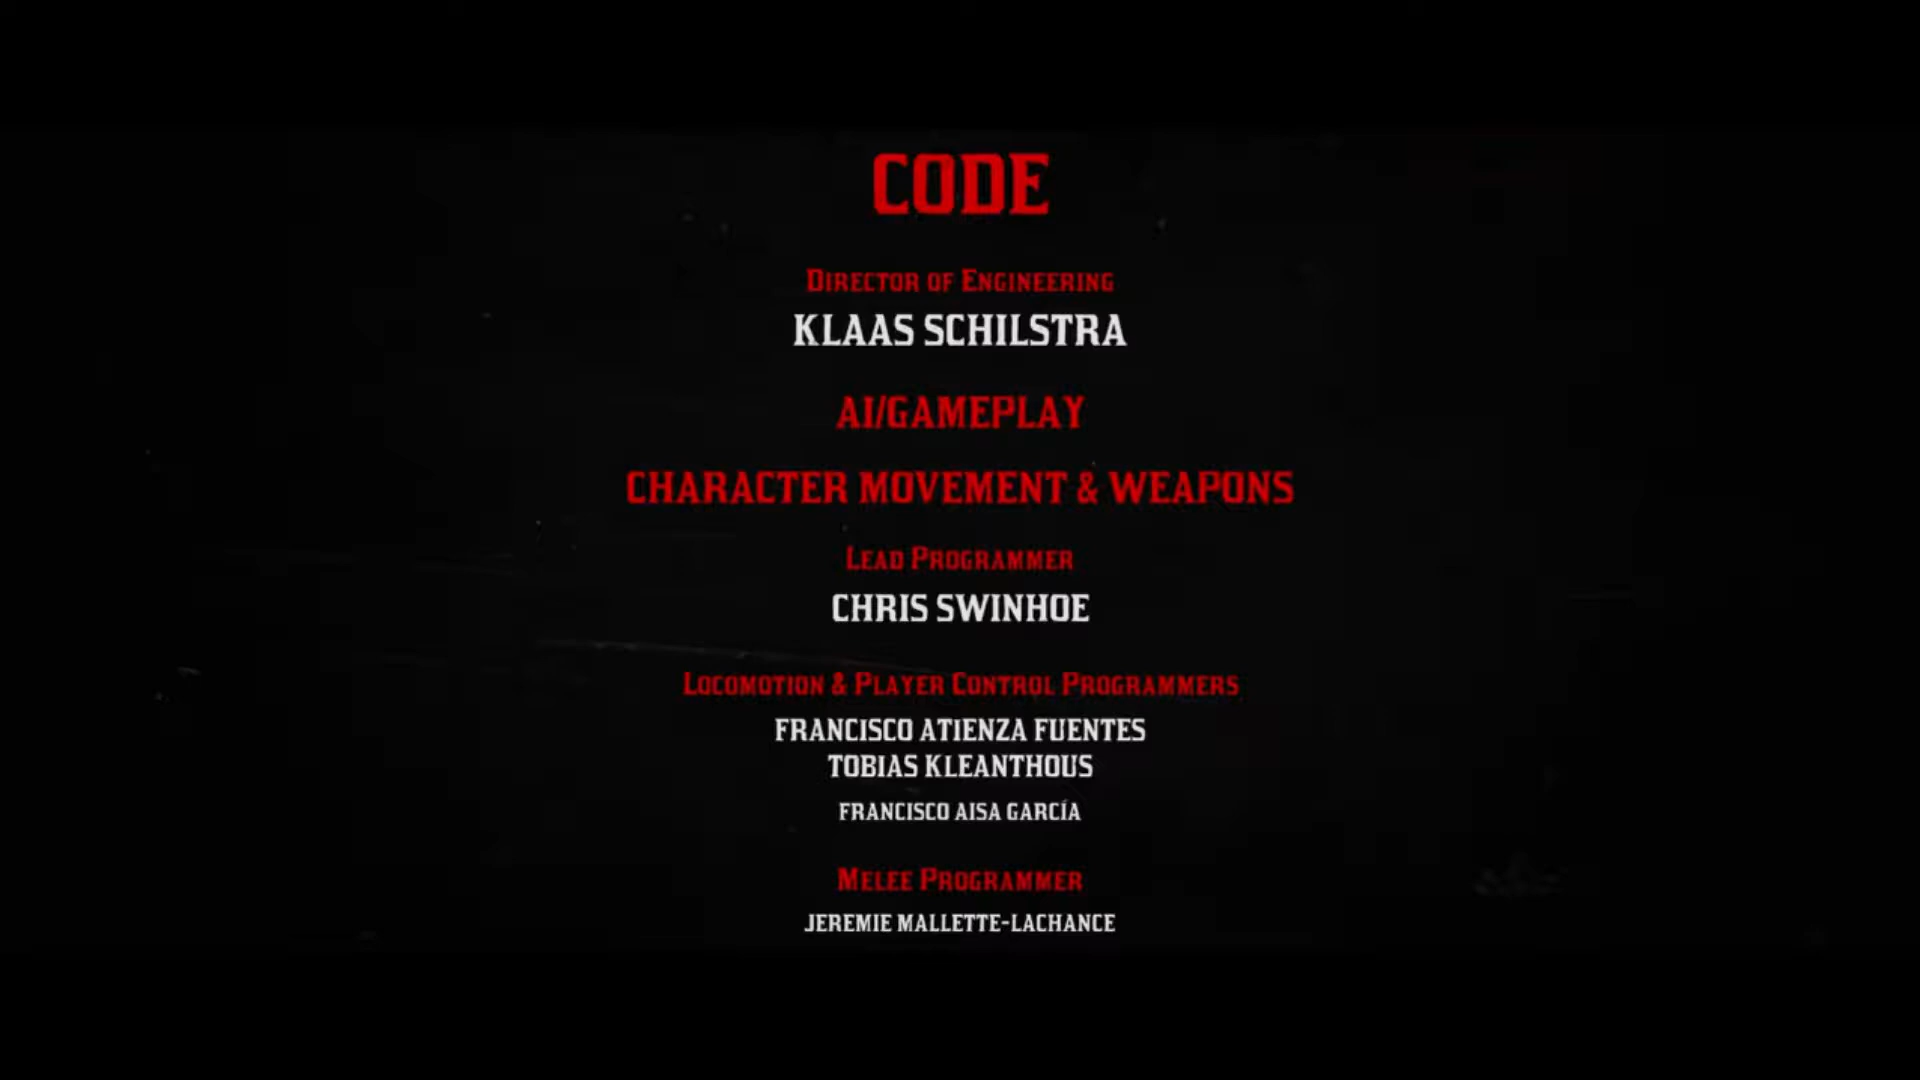 CODE
DIRECTOR OF ENGINEERING
KLAAS SCHILSTRA
AI/GAMEPLAY
CHARACTER MOVEMENT & WEAPONS
LEAD PROGRAMMER
CHRIS SWINHOE
LOCOMOTION & PLAYER CONTROL PROGRAMMERS
FRANCISCO ATIENZA FUENTES
TOBIAS KLEANTHOUS
FRANCISCO AISA GARCÍA
MELEE PROGRAMMER
JEREMIE MALLETTE-LACHANCE